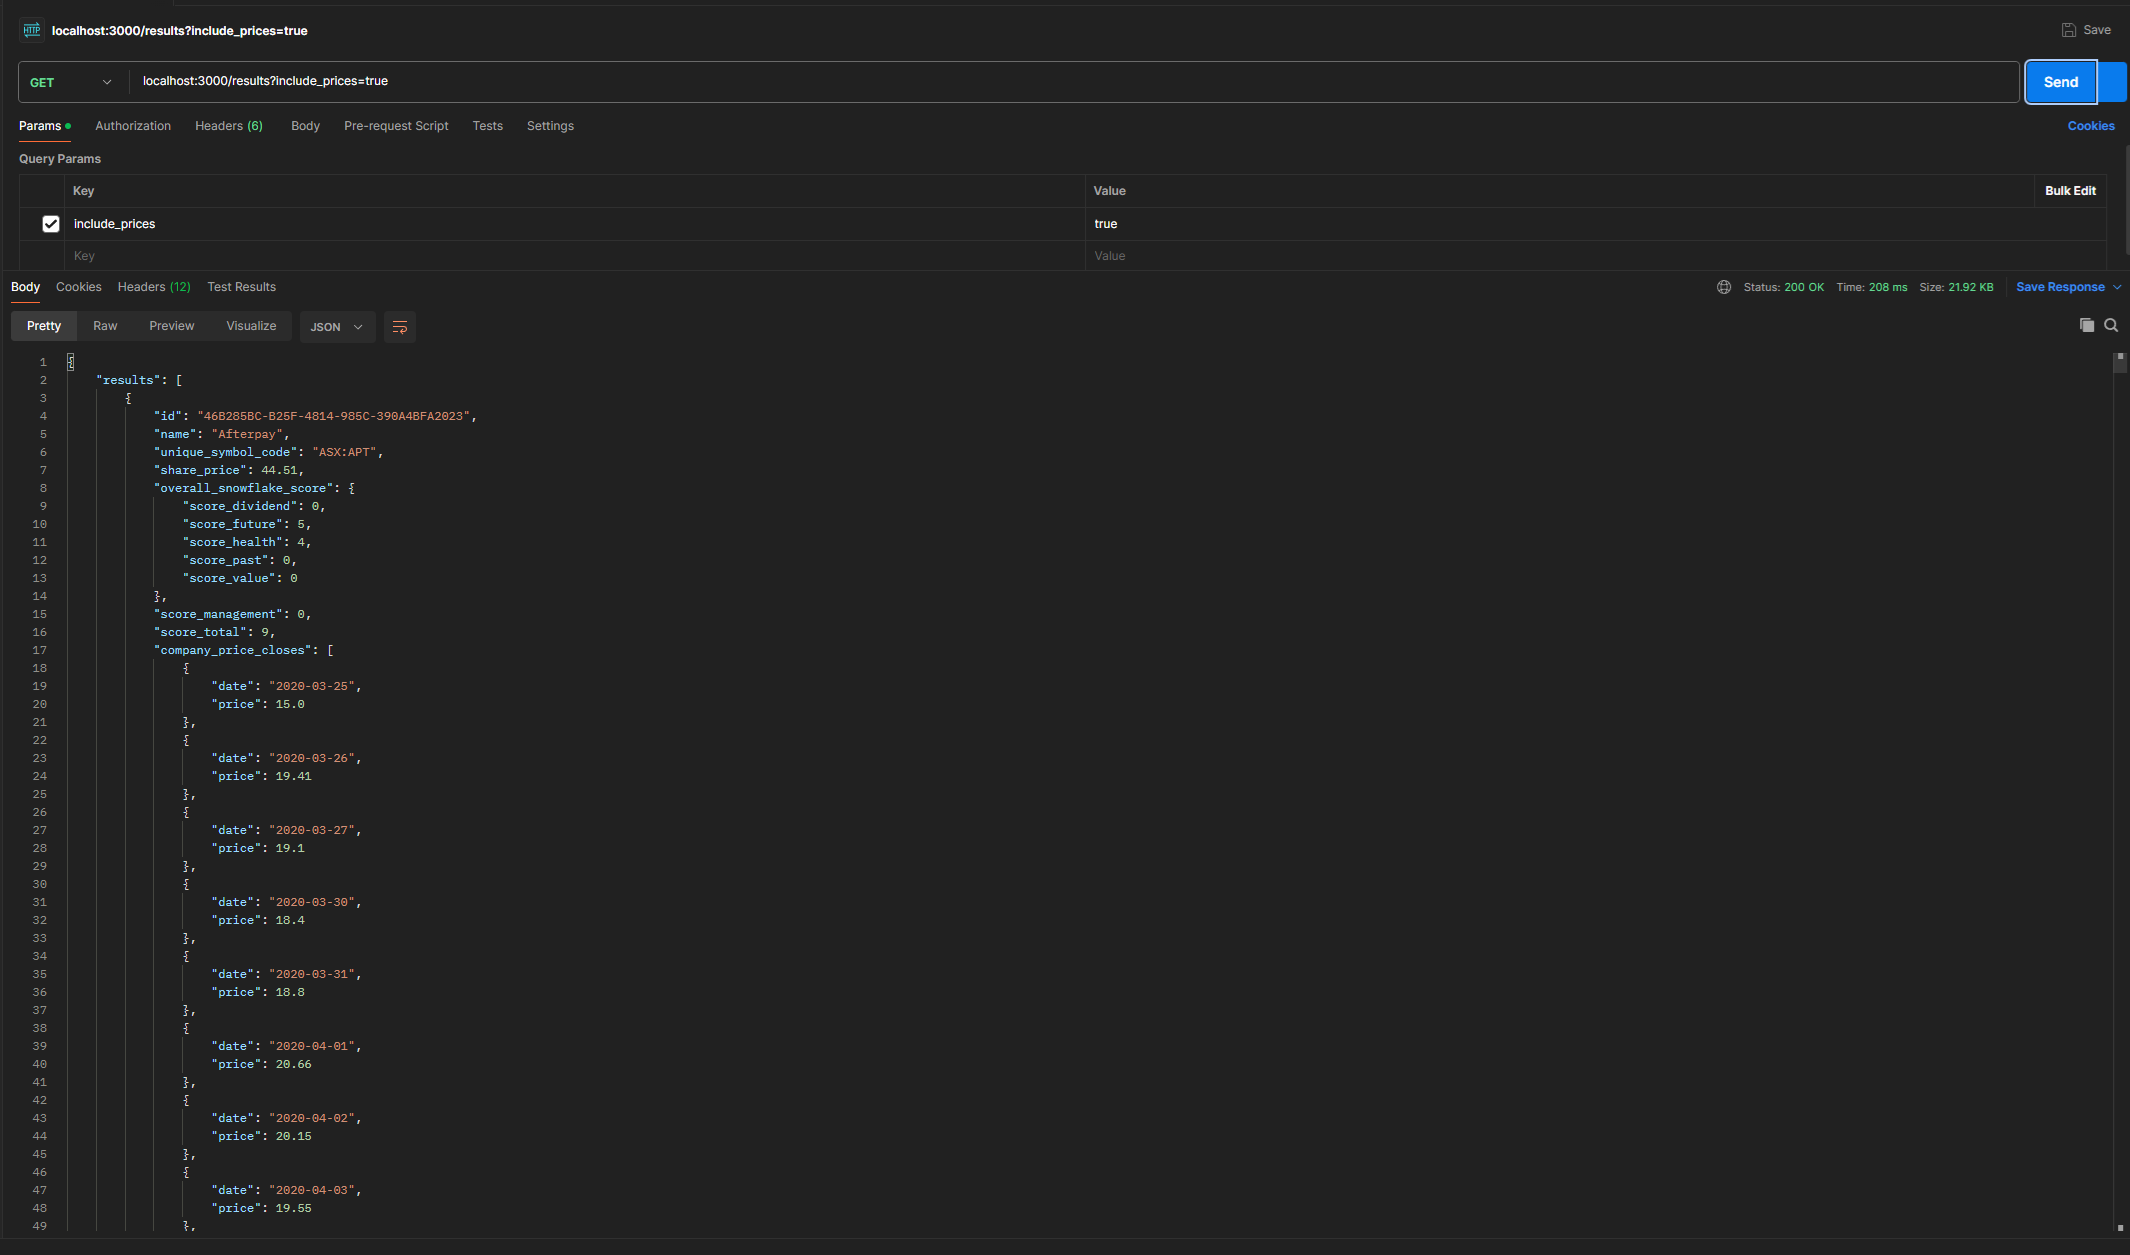 HTTP localhost:3000/results?include_prices=true Save
GET localhost:3000/results?include_prices=true Send
Params Authorization Headers (6) Body Pre-request Script Tests Settings Cookies
Query Params
Key Value Bulk Edit
include_prices true
Key Value
Body Cookies Headers (12) Test Results Status: 200 OK Time: 208 ms Size: 21.92 KB Save Response
Pretty Raw Preview Visualize JSON
1 {
2 "results": [
3 {
4 "id": "46B285BC-B25F-4814-985C-390A4BFA2023",
5 "name": "Afterpay",
6 "unique_symbol_code": "ASX:APT",
7 "share_price": 44.51,
8 "overall_snowflake_score": {
9 "score_dividend": 0,
10 "score_future": 5,
11 "score_health": 4,
12 "score_past": 0,
13 "score_value": 0
14 },
15 "score_management": 0,
16 "score_total": 9,
17 "company_price_closes": [
18 {
19 "date": "2020-03-25",
20 "price": 15.0
21 },
22 {
23 "date": "2020-03-26",
24 "price": 19.41
25 },
26 {
27 "date": "2020-03-27",
28 "price": 19.1
29 },
30 {
31 "date": "2020-03-30",
32 "price": 18.4
33 },
34 {
35 "date": "2020-03-31",
36 "price": 18.8
37 },
38 {
39 "date": "2020-04-01",
40 "price": 20.66
41 },
42 {
43 "date": "2020-04-02",
44 "price": 20.15
45 },
46 {
47 "date": "2020-04-03",
48 "price": 19.55
49 },